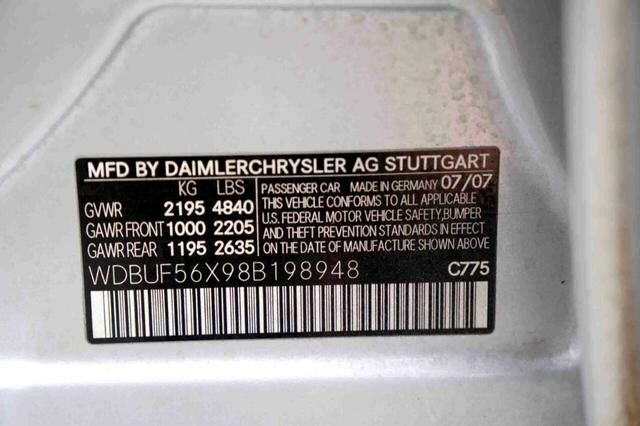 MFD BY DAIMLERCHRYSLER AG STUTTGART
KG LBS
GVWR 2195 4840
GAWR FRONT 1000 2205
GAWR REAR 1195 2635
PASSENGER CAR MADE IN GERMANY 07/07
THIS VEHICLE CONFORMS TO ALL APPLICABLE
U.S. FEDERAL MOTOR VEHICLE SAFETY, BUMPER
AND THEFT PREVENTION STANDARDS IN EFFECT
ON THE DATE OF MANUFACTURE SHOWN ABOVE
WDBUF56X98B198948 C775